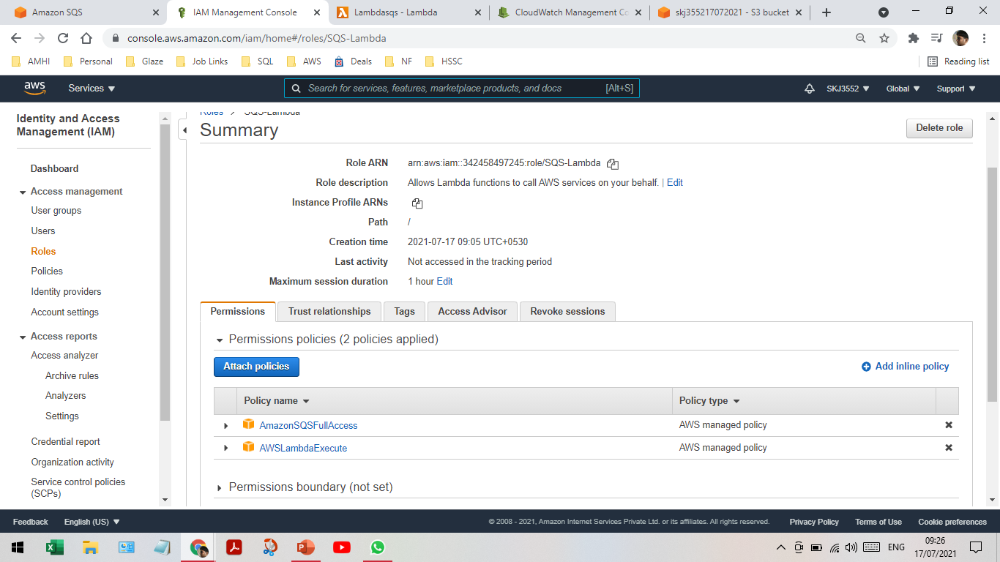 Amazon SQS
IAM Management Console
Lambdasqs - Lambda
CloudWatch Management Co
skj355217072021 - S3 bucket
console.aws.amazon.com/iam/home#/roles/SQS-Lambda
AMHI
Personal
Glaze
Job Links
SQL
AWS
Deals
NF
HSSC
Reading list
aws
Services
Search for services, features, marketplace products, and docs
[Alt+S]
SKJ3552
Global
Support
Identity and Access
Management (IAM)
Dashboard
Access management
User groups
Users
Roles
Policies
Identity providers
Account settings
Access reports
Access analyzer
Archive rules
Analyzers
Settings
Credential report
Organization activity
Service control policies
(SCPs)
Roles > SQS-Lambda
Summary
Delete role
Role ARN arn:aws:iam::342458497245:role/SQS-Lambda
Role description Allows Lambda functions to call AWS services on your behalf. | Edit
Instance Profile ARNs
Path /
Creation time 2021-07-17 09:05 UTC+0530
Last activity Not accessed in the tracking period
Maximum session duration 1 hour Edit
Permissions
Trust relationships
Tags
Access Advisor
Revoke sessions
Permissions policies (2 policies applied)
Attach policies
Add inline policy
Policy name Policy type
AmazonSQSFullAccess AWS managed policy
AWSLambdaExecute AWS managed policy
Permissions boundary (not set)
Feedback
English (US)
© 2008 - 2021, Amazon Internet Services Private Ltd. or its affiliates. All rights reserved.
Privacy Policy
Terms of Use
Cookie preferences
ENG
09:26
17/07/2021